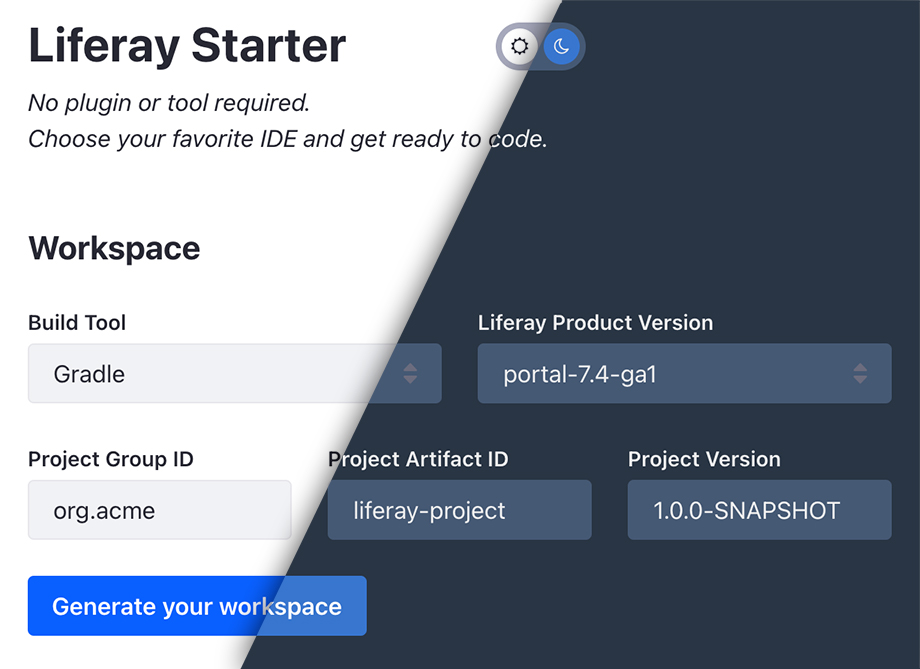 Liferay Starter
No plugin or tool required.
Choose your favorite IDE and get ready to code.
Workspace
Build Tool
Liferay Product Version
Gradle
portal-7.4-ga1
Project Group ID
Project Artifact ID
Project Version
org.acme
liferay-project
1.0.0-SNAPSHOT
Generate your workspace